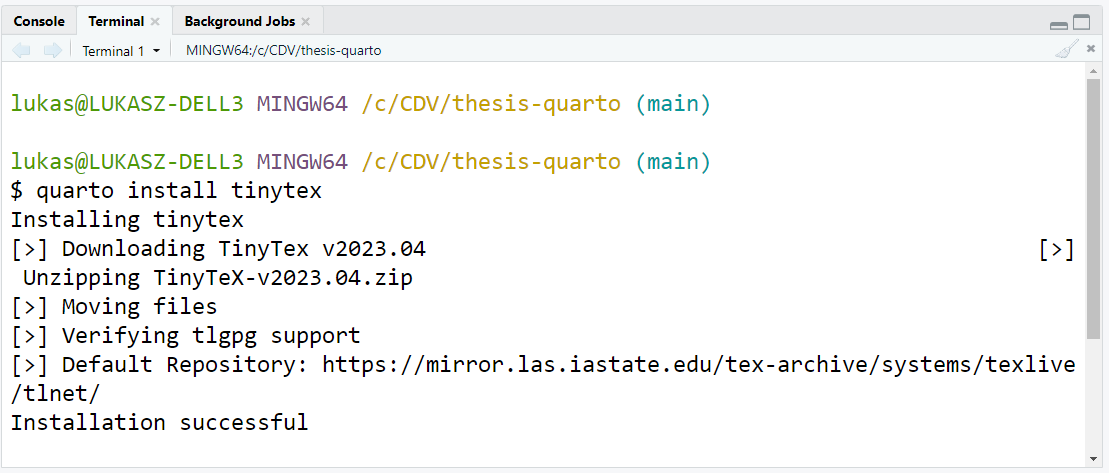 Console Terminal Background Jobs
Terminal 1 MINGW64:/c/CDV/thesis-quarto
lukas@LUKASZ-DELL3 MINGW64 /c/CDV/thesis-quarto (main)
lukas@LUKASZ-DELL3 MINGW64 /c/CDV/thesis-quarto (main)
$ quarto install tinytex
Installing tinytex
[>] Downloading TinyTex v2023.04 [>]
Unzipping TinyTeX-v2023.04.zip
[>] Moving files
[>] Verifying tlgpg support
[>] Default Repository: https://mirror.las.iastate.edu/tex-archive/systems/texlive
/tlnet/
Installation successful